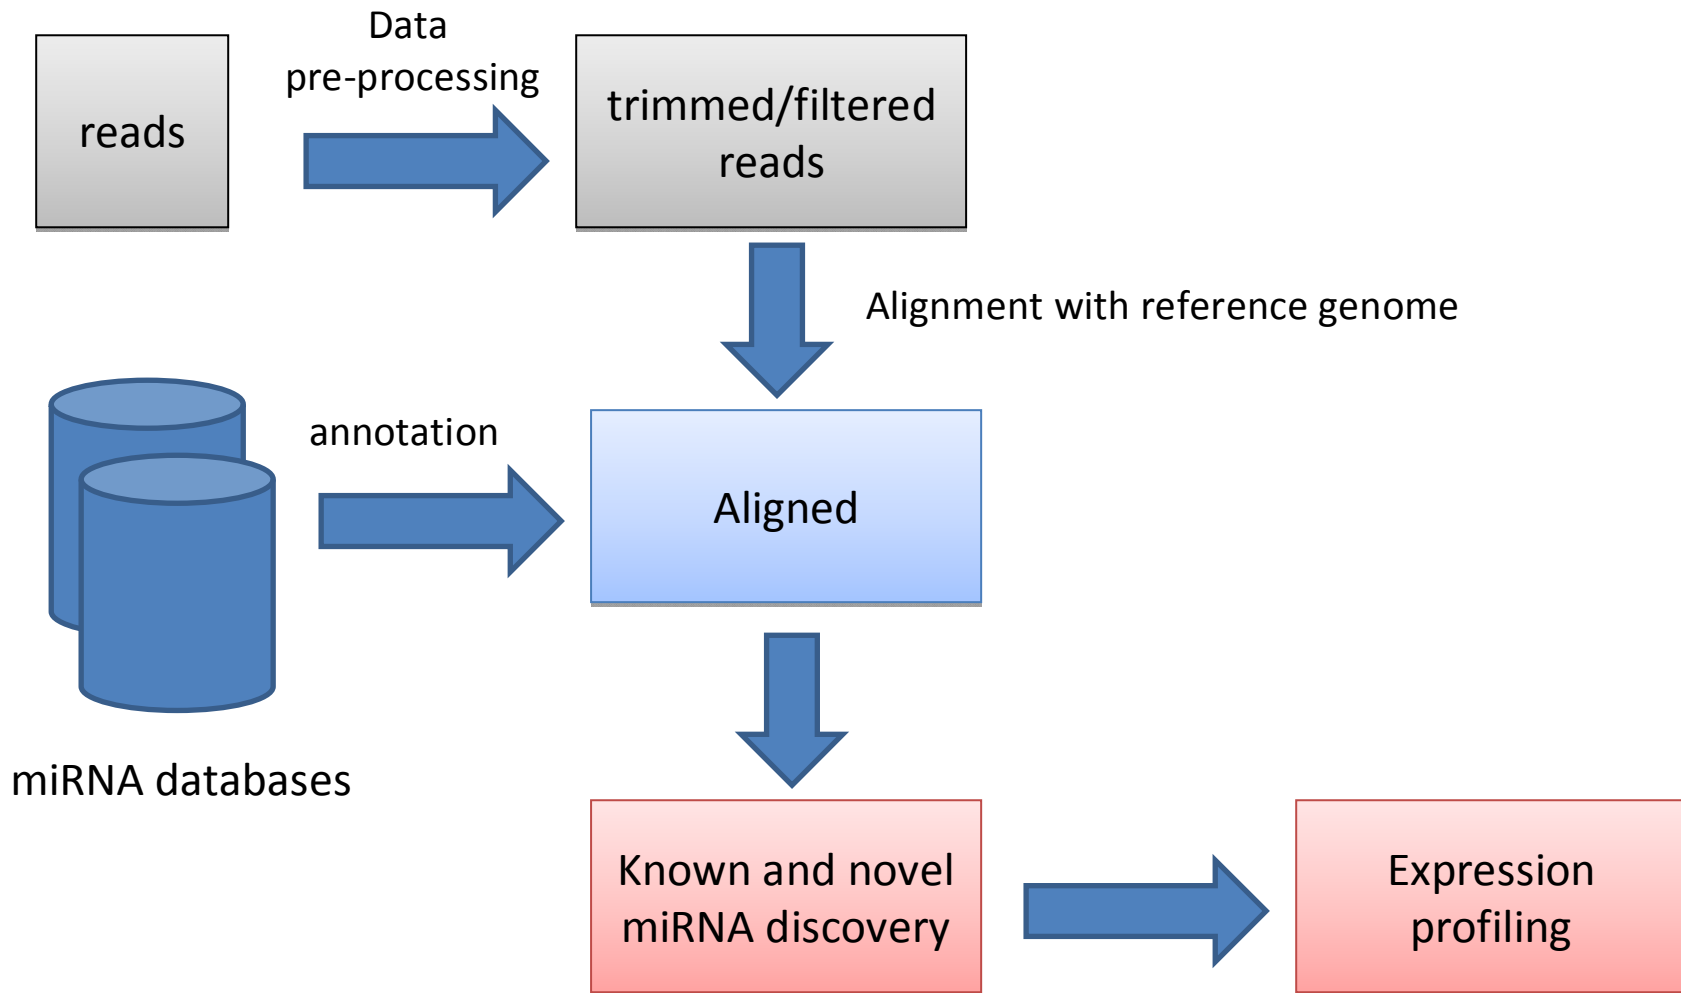 Data
pre-processing
reads
trimmed/filtered
reads
Alignment with reference genome
annotation
Aligned
miRNA databases
Known and novel
miRNA discovery
Expression
profiling